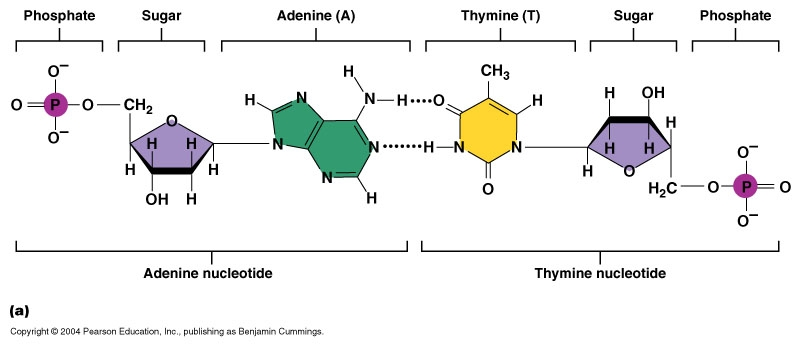 Phosphate Sugar Adenine (A) Thymine (T) Sugar Phosphate
O⁻
O P O CH₂
O⁻
O
H H
H H
OH H
H
N
N
H
N H
N
N
N
H
CH₃
O
H
H N
N
O
H OH
H
H H
H
O
H₂C O P O
O⁻
O⁻
Adenine nucleotide Thymine nucleotide
(a)
Copyright © 2004 Pearson Education, Inc., publishing as Benjamin Cummings.